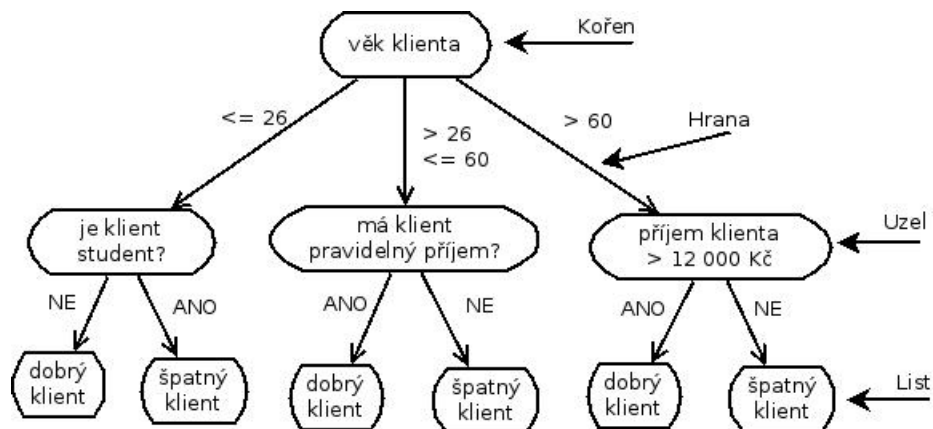 věk klienta
Kořen
<= 26
> 26
<= 60
> 60
Hrana
je klient
student?
má klient
pravidelný příjem?
příjem klienta
> 12 000 Kč
Uzel
NE
ANO
ANO
NE
ANO
NE
dobrý
klient
špatný
klient
dobrý
klient
špatný
klient
dobrý
klient
špatný
klient
List